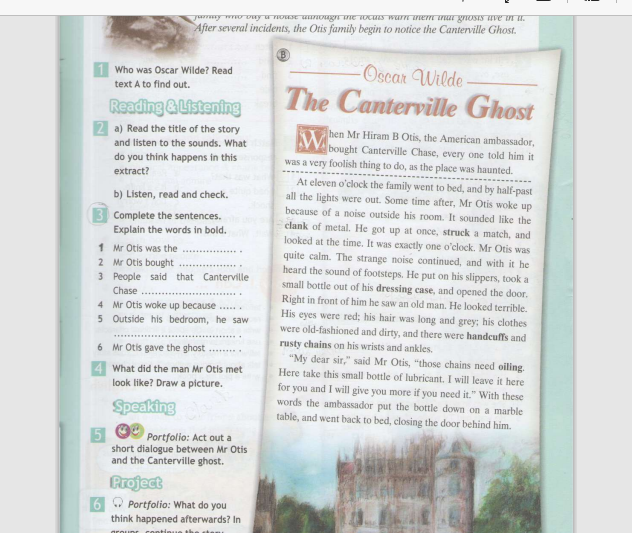 family who buy a house although the locals warn them that ghosts live in it.
After several incidents, the Otis family begin to notice the Canterville Ghost.
1 Who was Oscar Wilde? Read
text A to find out.
Reading & Listening
2 a) Read the title of the story
and listen to the sounds. What
do you think happens in this
extract?
b) Listen, read and check.
3 Complete the sentences.
Explain the words in bold.
1 Mr Otis was the ................ .
2 Mr Otis bought ................ .
3 People said that Canterville
Chase ......................... .
4 Mr Otis woke up because ..... .
5 Outside his bedroom, he saw
................................ .
6 Mr Otis gave the ghost ........ .
4 What did the man Mr Otis met
look like? Draw a picture.
Speaking
5 Portfolio: Act out a
short dialogue between Mr Otis
and the Canterville ghost.
Project
6 Portfolio: What do you
think happened afterwards? In
groups, continue the story
B
Oscar Wilde
The Canterville Ghost
When Mr Hiram B Otis, the American ambassador,
bought Canterville Chase, every one told him it
was a very foolish thing to do, as the place was haunted.
At eleven o'clock the family went to bed, and by half-past
all the lights were out. Some time after, Mr Otis woke up
because of a noise outside his room. It sounded like the
clank of metal. He got up at once, struck a match, and
looked at the time. It was exactly one o'clock. Mr Otis was
quite calm. The strange noise continued, and with it he
heard the sound of footsteps. He put on his slippers, took a
small bottle out of his dressing case, and opened the door.
Right in front of him he saw an old man. He looked terrible.
His eyes were red; his hair was long and grey; his clothes
were old-fashioned and dirty, and there were handcuffs and
rusty chains on his wrists and ankles.
"My dear sir," said Mr Otis, "those chains need oiling.
Here take this small bottle of lubricant. I will leave it here
for you and I will give you more if you need it." With these
words the ambassador put the bottle down on a marble
table, and went back to bed, closing the door behind him.